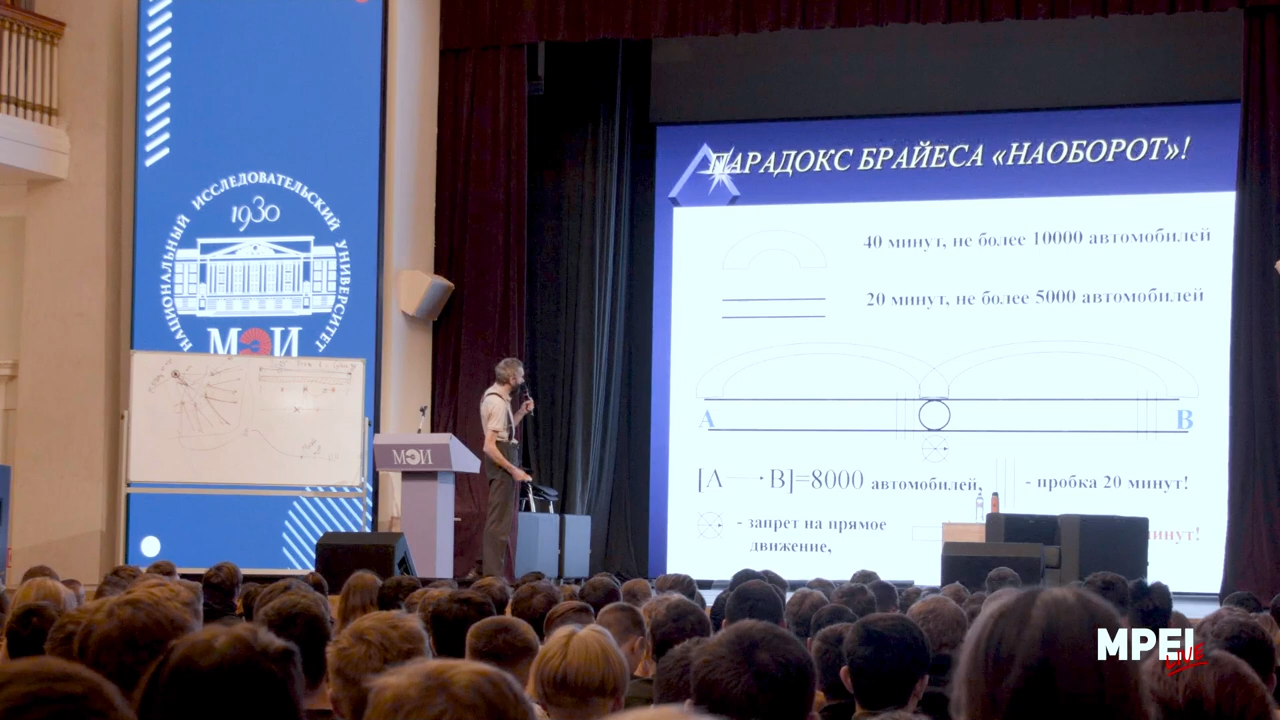 НАЦИОНАЛЬНЫЙ ИССЛЕДОВАТЕЛЬСКИЙ УНИВЕРСИТЕТ
1930
МЭИ
МЭИ
ПАРАДОКС БРАЙЕСА «НАОБОРОТ»!
40 минут, не более 10000 автомобилей
20 минут, не более 5000 автомобилей
A B
[A → B]=8000 автомобилей, - пробка 20 минут!
- запрет на прямое
движение, минут!
MPEI
LIVE